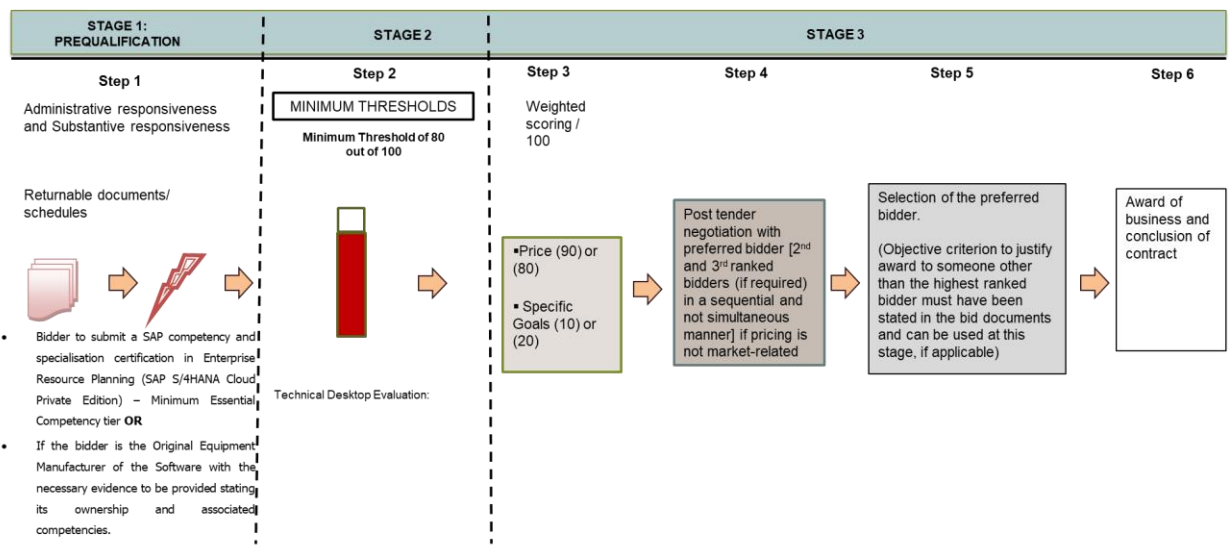 STAGE 1:
PREQUALIFICATION
STAGE 2
STAGE 3
Step 1
Step 2
Step 3
Step 4
Step 5
Step 6
Administrative responsiveness
and Substantive responsiveness
Returnable documents/
schedules
• Bidder to submit a SAP competency and
specialisation certification in Enterprise
Resource Planning (SAP S/4HANA Cloud
Private Edition) – Minimum Essential
Competency tier OR
• If the bidder is the Original Equipment
Manufacturer of the Software with the
necessary evidence to be provided stating
its ownership and associated
competencies.
MINIMUM THRESHOLDS
Minimum Threshold of 80
out of 100
Technical Desktop Evaluation:
Weighted
scoring /
100
▪Price (90) or
(80)
▪ Specific
Goals (10) or
(20)
Post tender
negotiation with
preferred bidder [2nd
and 3rd ranked
bidders (if required)
in a sequential and
not simultaneous
manner] if pricing is
not market-related
Selection of the preferred
bidder.
(Objective criterion to justify
award to someone other
than the highest ranked
bidder must have been
stated in the bid documents
and can be used at this
stage, if applicable)
Award of
business and
conclusion of
contract